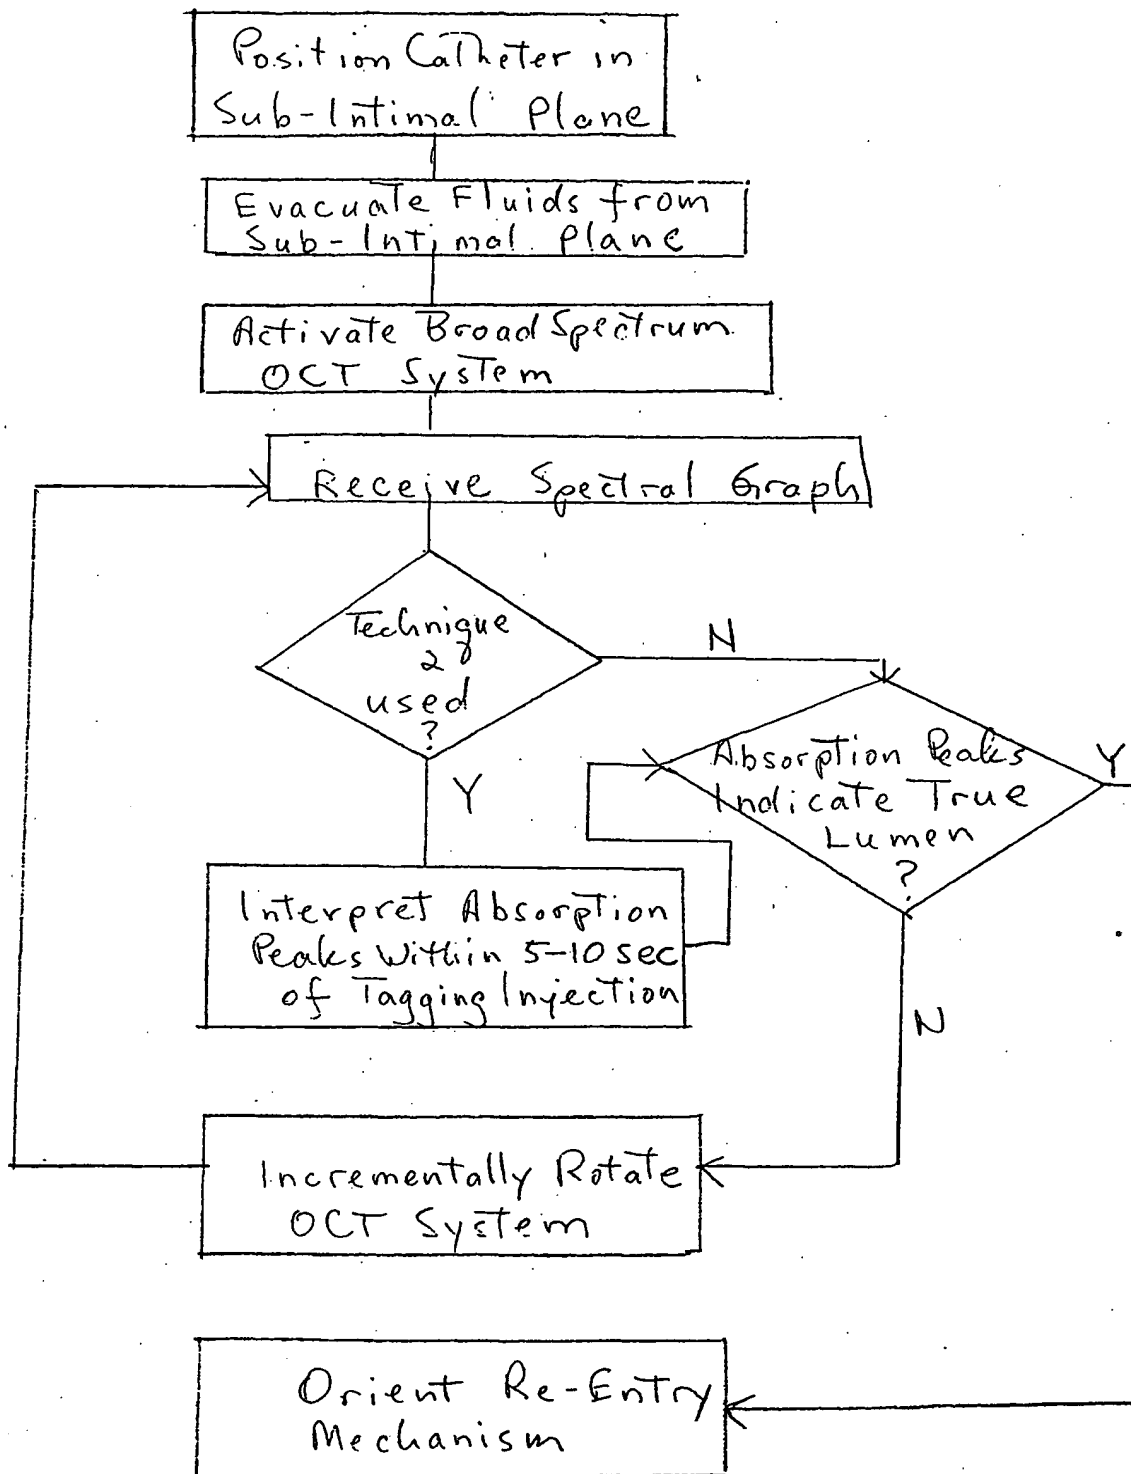 Position Catheter in
Sub-Intimal Plane
Evacuate Fluids from
Sub-Intimal Plane
Activate Broad Spectrum
OCT System
Receive Spectral Graph
Technique
2
used
?
N
Y
Absorption Peaks
Indicate True
Lumen
?
Y
N
Interpret Absorption
Peaks Within 5-10 sec
of Tagging Injection
Incrementally Rotate
OCT System
Orient Re-Entry
Mechanism